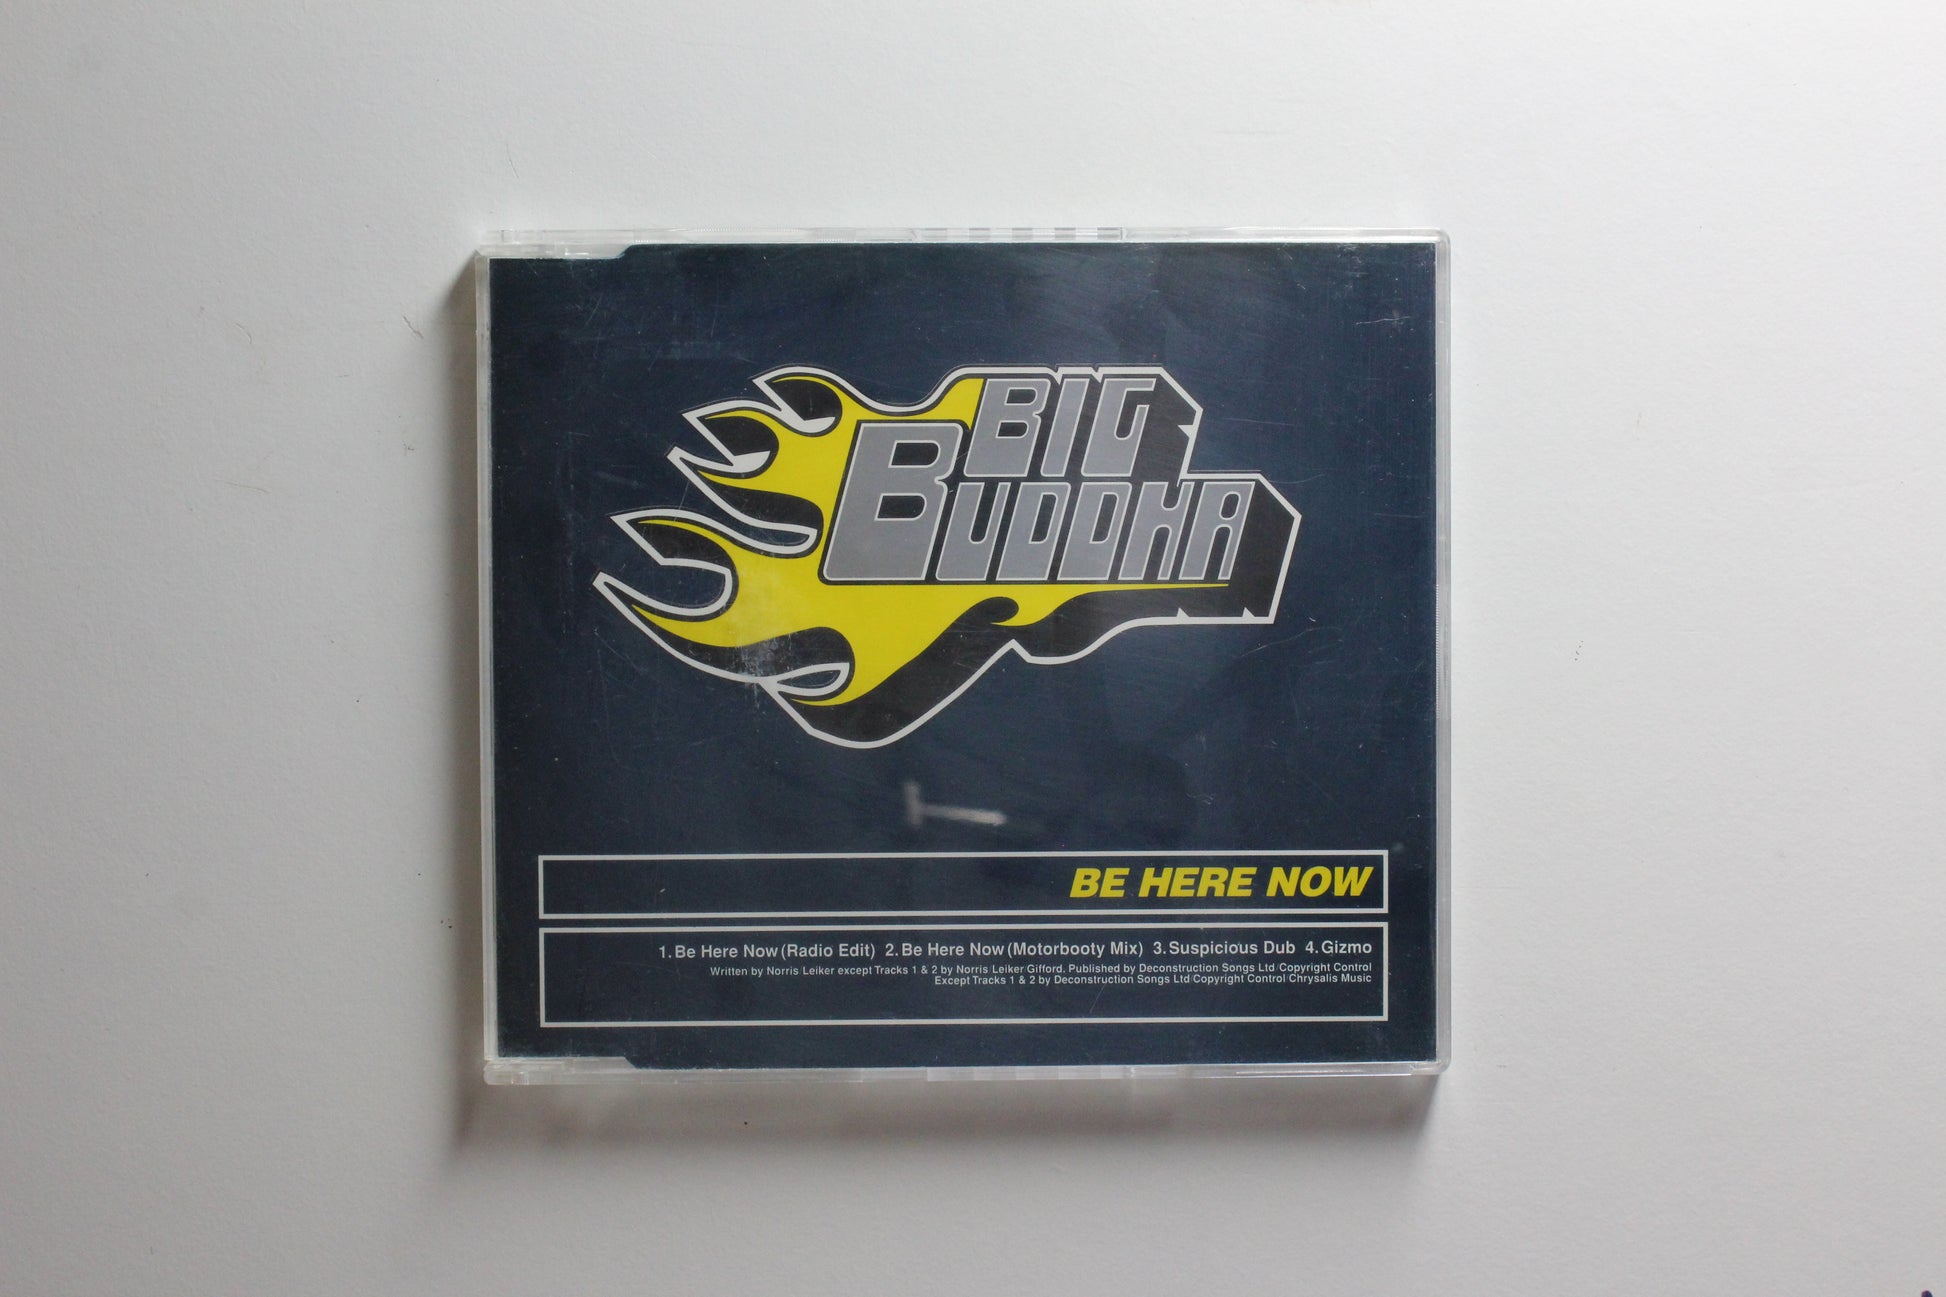 BIG
BUDDHA
BE HERE NOW
1. Be Here Now (Radio Edit) 2. Be Here Now (Motorbooty Mix) 3. Suspicious Dub 4. Gizmo
Written by Norris/Leiker except Tracks 1 & 2 by Norris/Leiker/Gifford. Published by Deconstruction Songs Ltd/Copyright Control
Except Tracks 1 & 2 by Deconstruction Songs Ltd/Copyright Control/Chrysalis Music